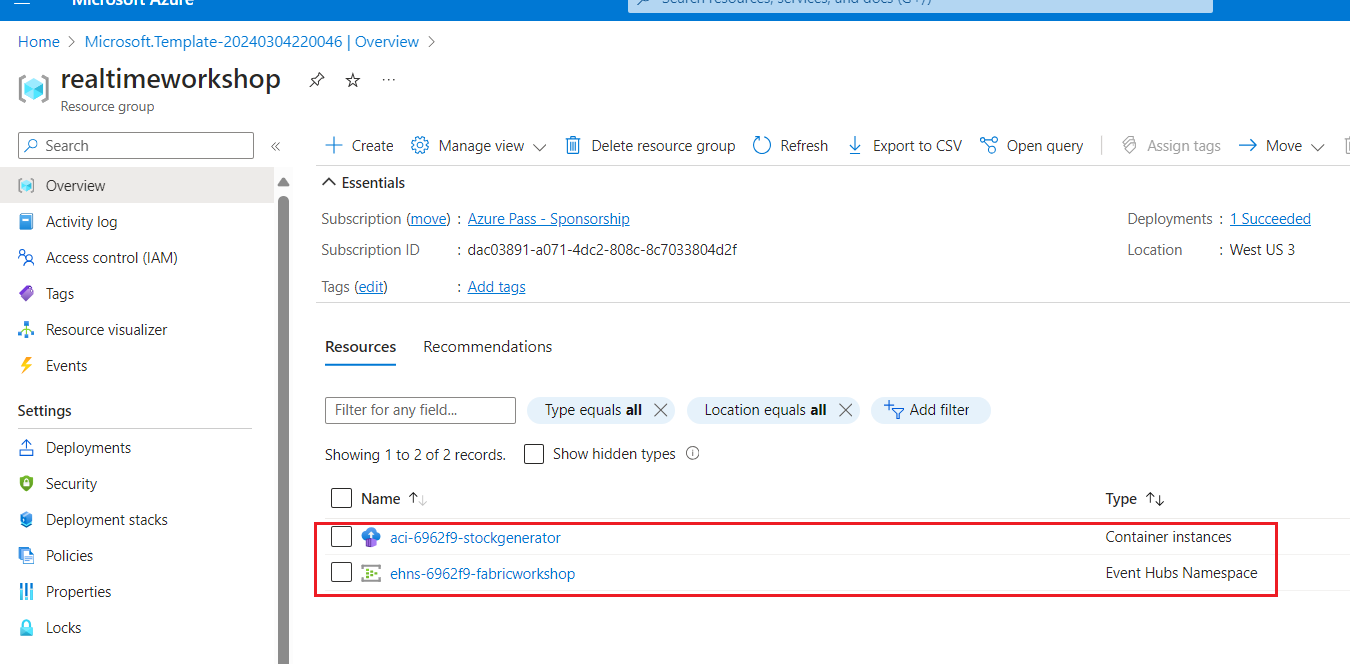 Microsoft Azure
Search resources, services, and docs (G+/)
Home > Microsoft.Template-20240304220046 | Overview >
realtimeworkshop
Resource group
Search
Overview
Activity log
Access control (IAM)
Tags
Resource visualizer
Events
Settings
Deployments
Security
Deployment stacks
Policies
Properties
Locks
Create Manage view Delete resource group Refresh Export to CSV Open query Assign tags Move
Essentials
Subscription (move) : Azure Pass - Sponsorship
Deployments : 1 Succeeded
Subscription ID : dac03891-a071-4dc2-808c-8c7033804d2f
Location : West US 3
Tags (edit) : Add tags
Resources Recommendations
Filter for any field... Type equals all Location equals all Add filter
Showing 1 to 2 of 2 records. Show hidden types
Name Type
aci-6962f9-stockgenerator Container instances
ehns-6962f9-fabricworkshop Event Hubs Namespace